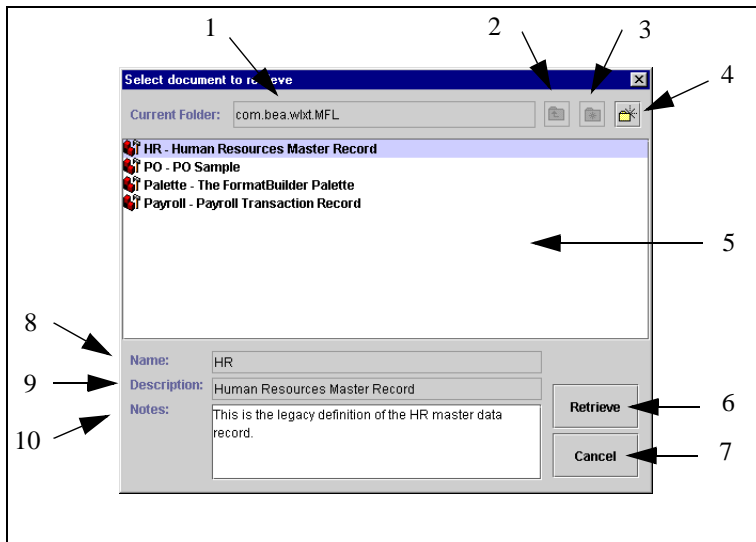 1
2
3
4
Select document to retrieve
Current Folder: com.bea.wlxt.MFL
HR - Human Resources Master Record
PO - PO Sample
Palette - The FormatBuilder Palette
Payroll - Payroll Transaction Record
5
8
Name: HR
9
Description: Human Resources Master Record
10
Notes: This is the legacy definition of the HR master data
record.
Retrieve
6
Cancel
7